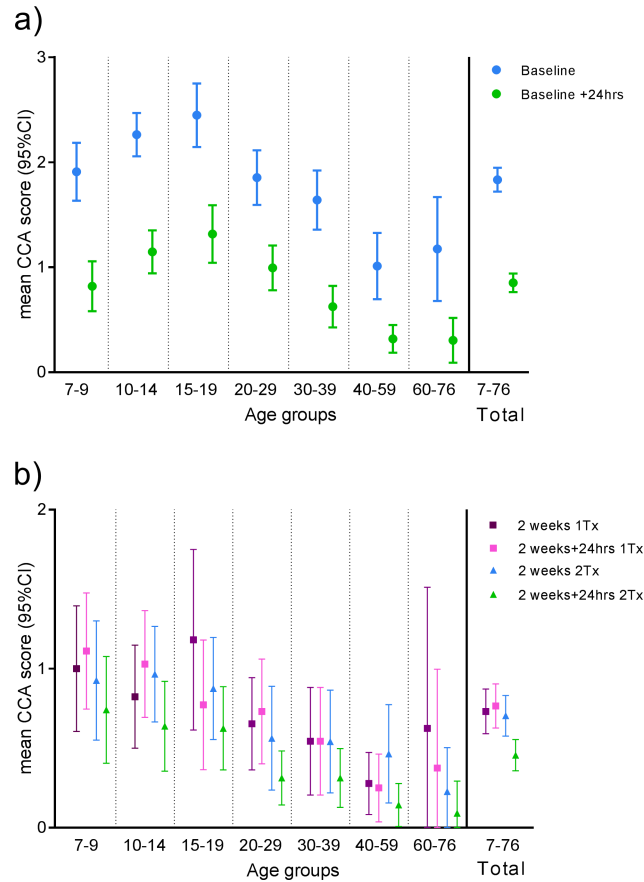 a)
mean CCA score (95%CI)
3
2
1
0
Baseline
Baseline +24hrs
7-9 10-14 15-19 20-29 30-39 40-59 60-76 7-76
Age groups Total
b)
mean CCA score (95%CI)
2
1
0
2 weeks 1Tx
2 weeks+24hrs 1Tx
2 weeks 2Tx
2 weeks+24hrs 2Tx
7-9 10-14 15-19 20-29 30-39 40-59 60-76 7-76
Age groups Total